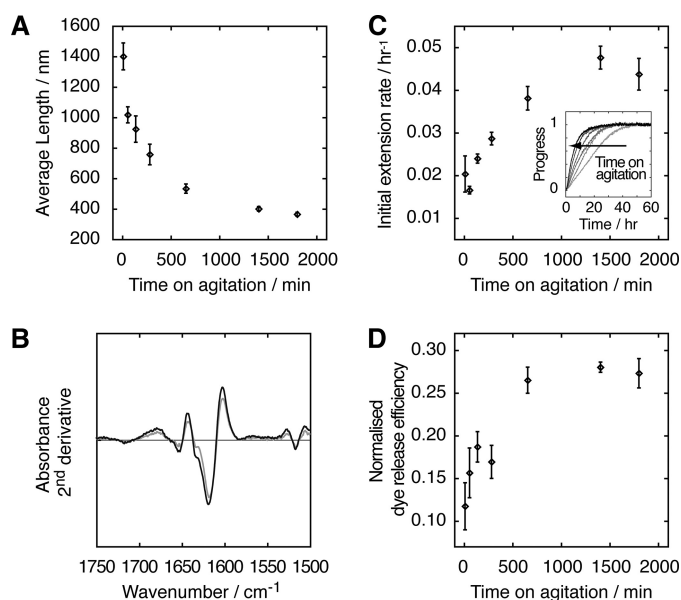 A
Average Length / nm
1600
1400
1200
1000
800
600
400
200
0 500 1000 1500 2000
Time on agitation / min
C
Initial extension rate / hr-1
0.05
0.04
0.03
0.02
0.01
Progress
1
0
Time on
agitation
0 20 40 60
Time / hr
0 500 1000 1500 2000
Time on agitation / min
B
Absorbance
2nd derivative
1750 1700 1650 1600 1550 1500
Wavenumber / cm-1
D
Normalised
dye release efficiency
0.30
0.25
0.20
0.15
0.10
0 500 1000 1500 2000
Time on agitation / min